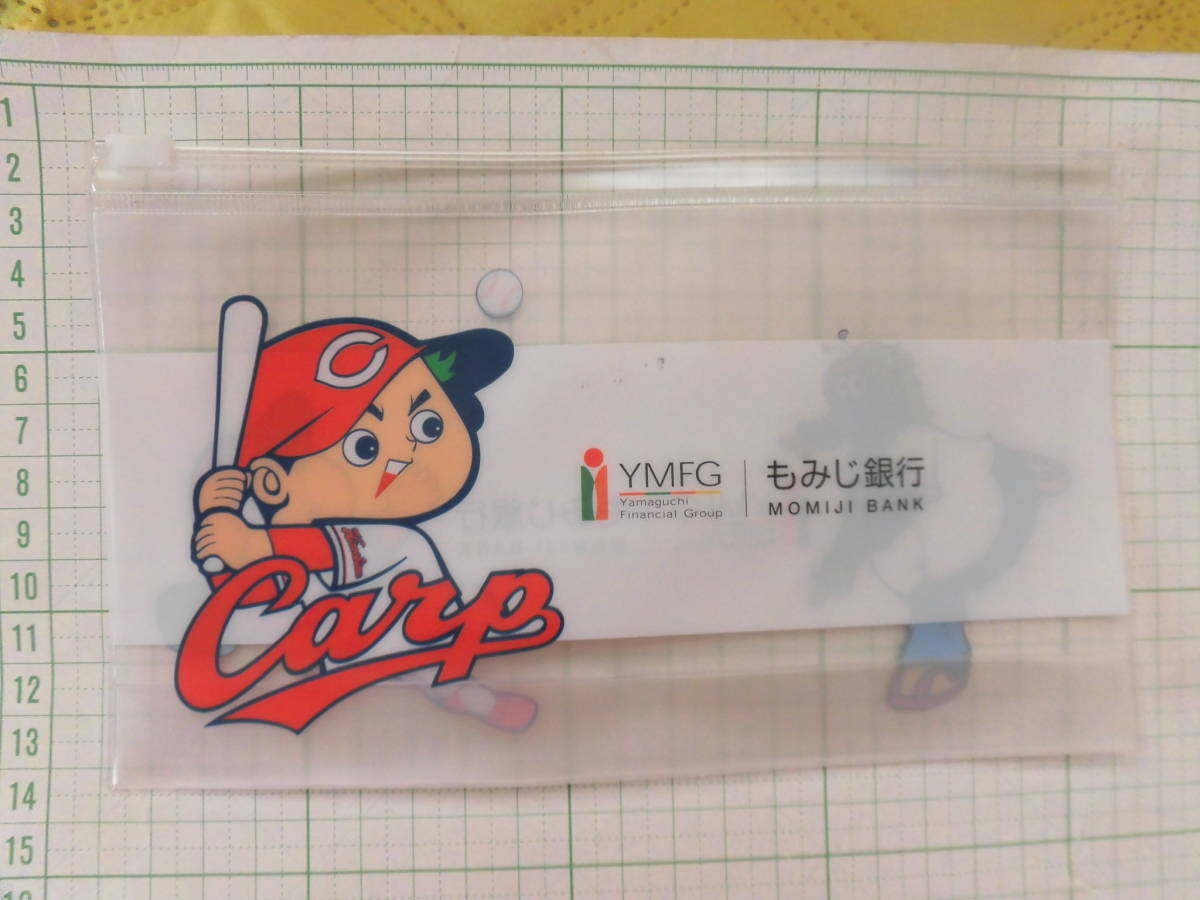 1
2
3
4
5
6
7
8
9
10
11
12
13
14
15
C
Carp
YMFG
Yamaguchi
Financial Group
もみじ銀行
MOMIJI BANK